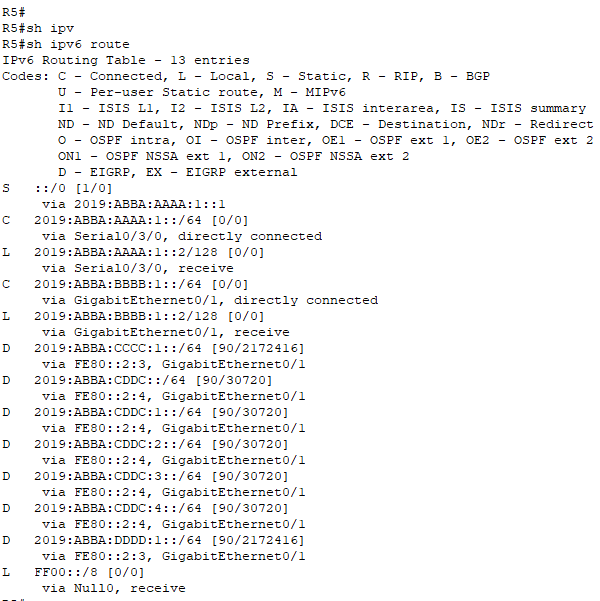 R5#
R5#sh ipv
R5#sh ipv6 route
IPv6 Routing Table - 13 entries
Codes: C - Connected, L - Local, S - Static, R - RIP, B - BGP
       U - Per-user Static route, M - MIPv6
       I1 - ISIS L1, I2 - ISIS L2, IA - ISIS interarea, IS - ISIS summary
       ND - ND Default, NDp - ND Prefix, DCE - Destination, NDr - Redirect
       O - OSPF intra, OI - OSPF inter, OE1 - OSPF ext 1, OE2 - OSPF ext 2
       ON1 - OSPF NSSA ext 1, ON2 - OSPF NSSA ext 2
       D - EIGRP, EX - EIGRP external
S   ::/0 [1/0]
     via 2019:ABBA:AAAA:1::1
C   2019:ABBA:AAAA:1::/64 [0/0]
     via Serial0/3/0, directly connected
L   2019:ABBA:AAAA:1::2/128 [0/0]
     via Serial0/3/0, receive
C   2019:ABBA:BBBB:1::/64 [0/0]
     via GigabitEthernet0/1, directly connected
L   2019:ABBA:BBBB:1::2/128 [0/0]
     via GigabitEthernet0/1, receive
D   2019:ABBA:CCCC:1::/64 [90/2172416]
     via FE80::2:3, GigabitEthernet0/1
D   2019:ABBA:CDDC::/64 [90/30720]
     via FE80::2:4, GigabitEthernet0/1
D   2019:ABBA:CDDC:1::/64 [90/30720]
     via FE80::2:4, GigabitEthernet0/1
D   2019:ABBA:CDDC:2::/64 [90/30720]
     via FE80::2:4, GigabitEthernet0/1
D   2019:ABBA:CDDC:3::/64 [90/30720]
     via FE80::2:4, GigabitEthernet0/1
D   2019:ABBA:CDDC:4::/64 [90/30720]
     via FE80::2:4, GigabitEthernet0/1
D   2019:ABBA:DDDD:1::/64 [90/2172416]
     via FE80::2:3, GigabitEthernet0/1
L   FF00::/8 [0/0]
     via Null0, receive